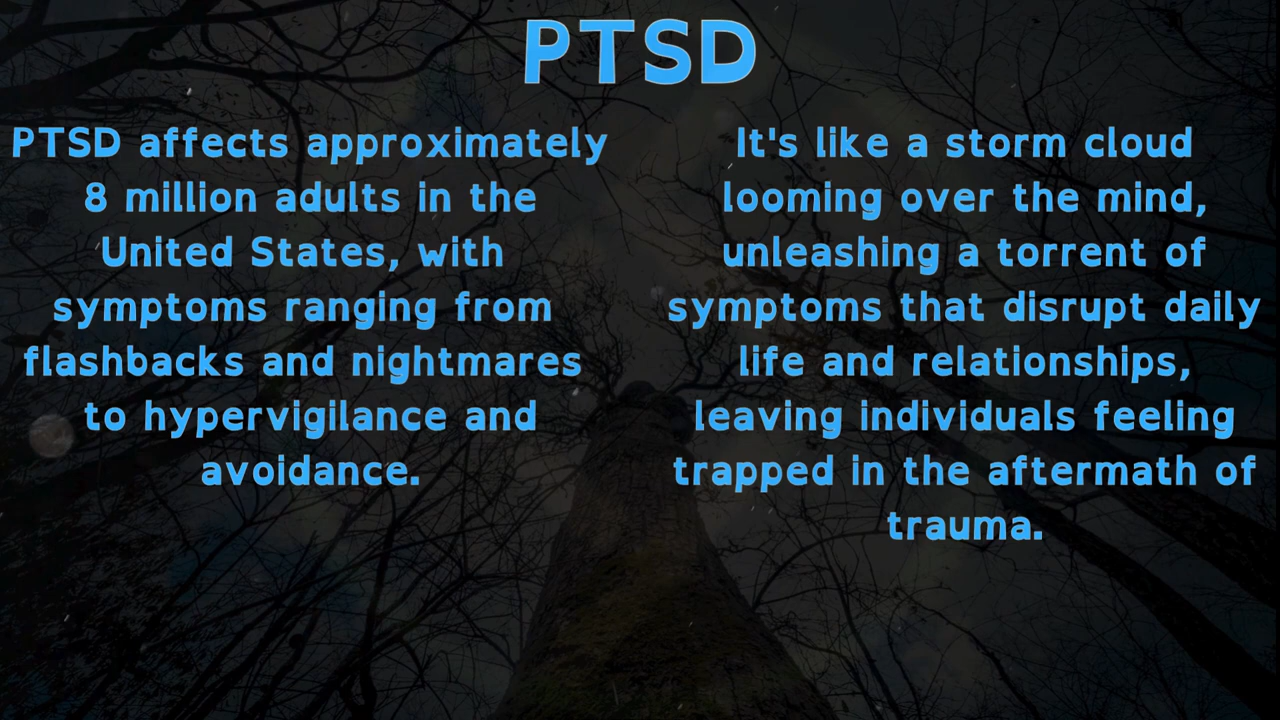 PTSD
PTSD affects approximately
8 million adults in the
United States, with
symptoms ranging from
flashbacks and nightmares
to hypervigilance and
avoidance.
It's like a storm cloud
looming over the mind,
unleashing a torrent of
symptoms that disrupt daily
life and relationships,
leaving individuals feeling
trapped in the aftermath of
trauma.